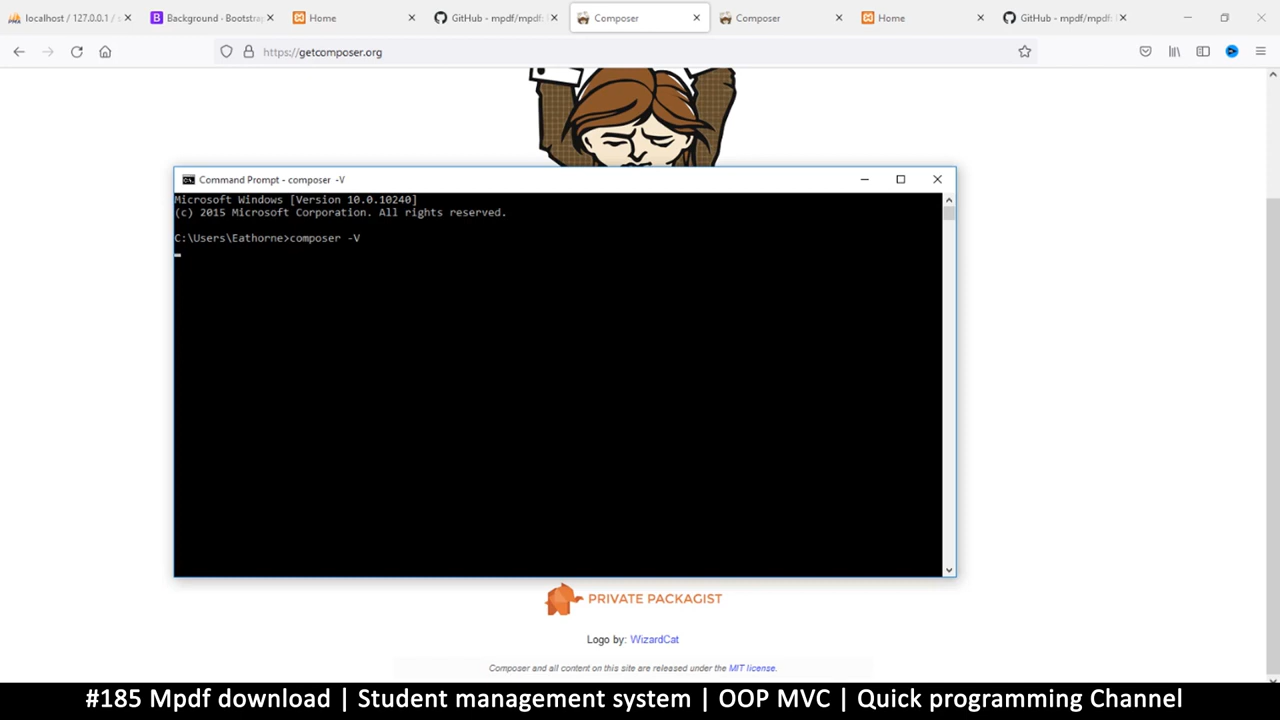 localhost / 127.0.0.1 / s
Background · Bootstrap
Home
GitHub - mpdf/mpdf:
Composer
Composer
Home
GitHub - mpdf/mpdf:
https://getcomposer.org
Command Prompt - composer -V
Microsoft Windows [Version 10.0.10240]
(c) 2015 Microsoft Corporation. All rights reserved.
C:\Users\Eathorne>composer -V
PRIVATE PACKAGIST
Logo by: WizardCat
Composer and all content on this site are released under the MIT license.
#185 Mpdf download | Student management system | OOP MVC | Quick programming Channel